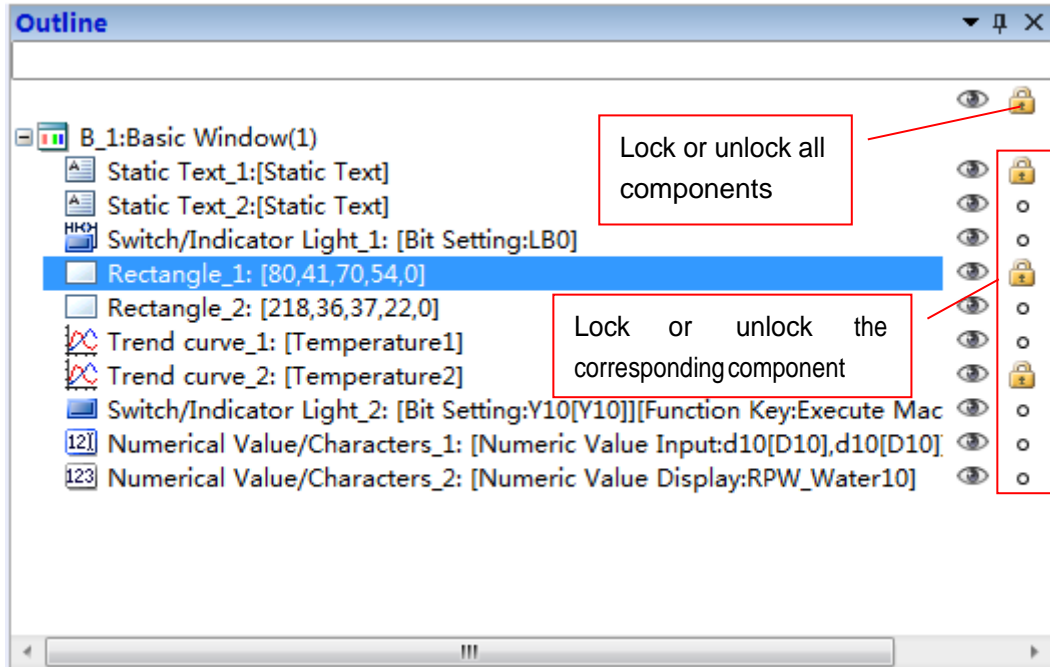 Outline
B_1:Basic Window(1)
Lock or unlock all
components
Static Text_1:[Static Text]
Static Text_2:[Static Text]
Switch/Indicator Light_1: [Bit Setting:LB0]
Rectangle_1: [80,41,70,54,0]
Rectangle_2: [218,36,37,22,0]
Lock or unlock the
corresponding component
Trend curve_1: [Temperature1]
Trend curve_2: [Temperature2]
Switch/Indicator Light_2: [Bit Setting:Y10[Y10]][Function Key:Execute Mac
Numerical Value/Characters_1: [Numeric Value Input:d10[D10],d10[D10]
Numerical Value/Characters_2: [Numeric Value Display:RPW_Water10]